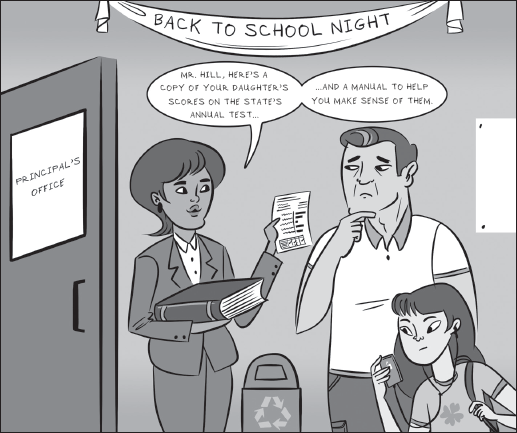 BACK TO SCHOOL NIGHT
MR. HILL, HERE'S A
COPY OF YOUR DAUGHTER'S
SCORES ON THE STATE'S
ANNUAL TEST...
...AND A MANUAL TO HELP
YOU MAKE SENSE OF THEM.
PRINCIPAL'S
OFFICE